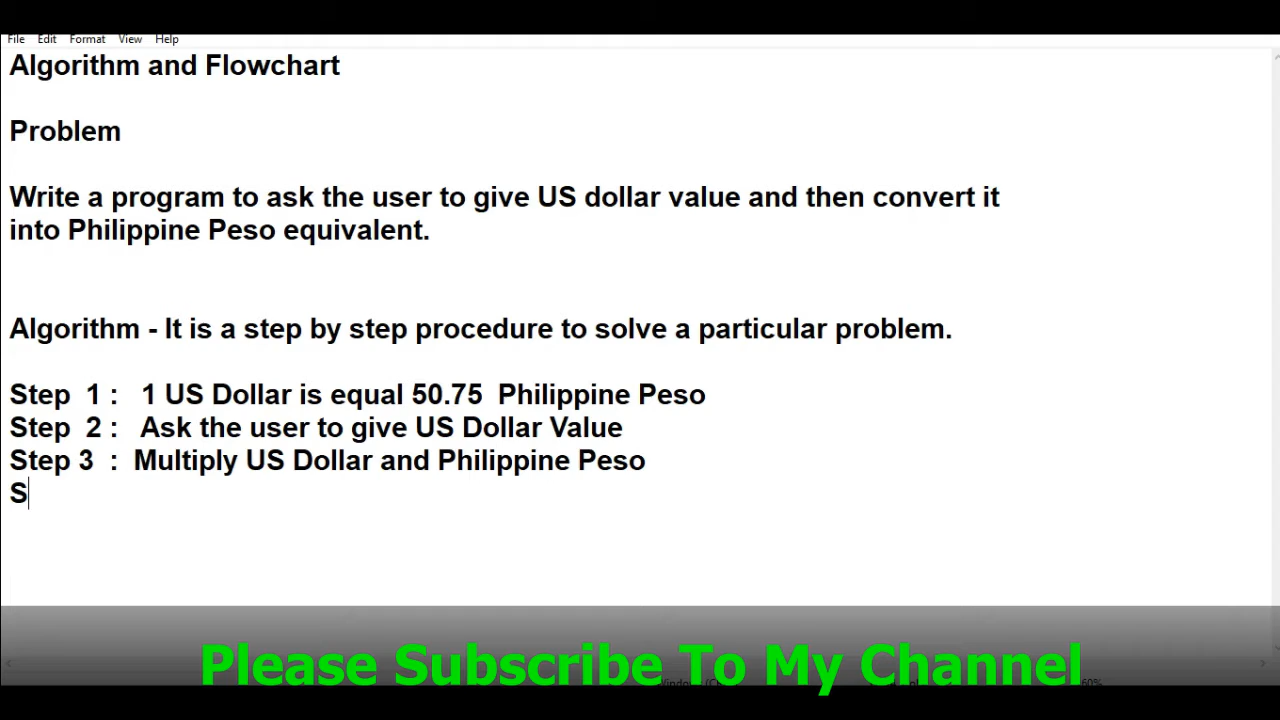 File Edit Format View Help
Algorithm and Flowchart
Problem
Write a program to ask the user to give US dollar value and then convert it
into Philippine Peso equivalent.
Algorithm - It is a step by step procedure to solve a particular problem.
Step 1 : 1 US Dollar is equal 50.75 Philippine Peso
Step 2 : Ask the user to give US Dollar Value
Step 3 : Multiply US Dollar and Philippine Peso
S
Please Subscribe To My Channel